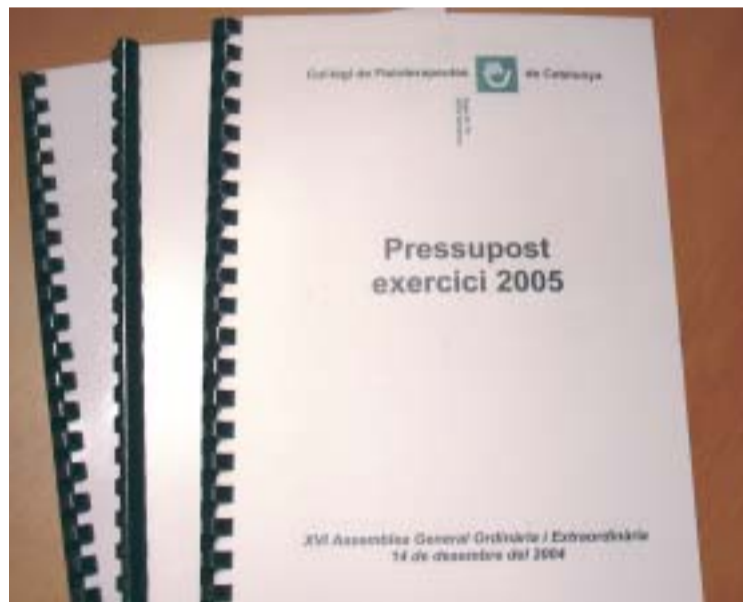 Col·legi de Fisioterapeutes de Catalunya
Pressupost
exercici 2005
XVI Assemblea General Ordinària i Extraordinària
14 de desembre del 2004